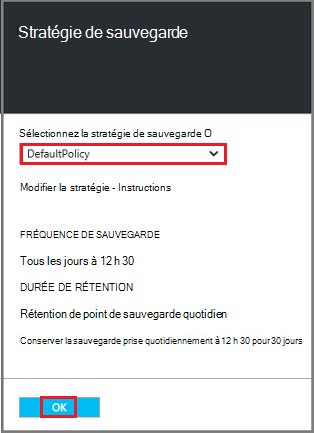 Stratégie de sauvegarde
Sélectionnez la stratégie de sauvegarde O
DefaultPolicy
Modifier la stratégie - Instructions
FRÉQUENCE DE SAUVEGARDE
Tous les jours à 12 h 30
DURÉE DE RÉTENTION
Rétention de point de sauvegarde quotidien
Conserver la sauvegarde prise quotidiennement à 12 h 30 pour 30 jours
OK